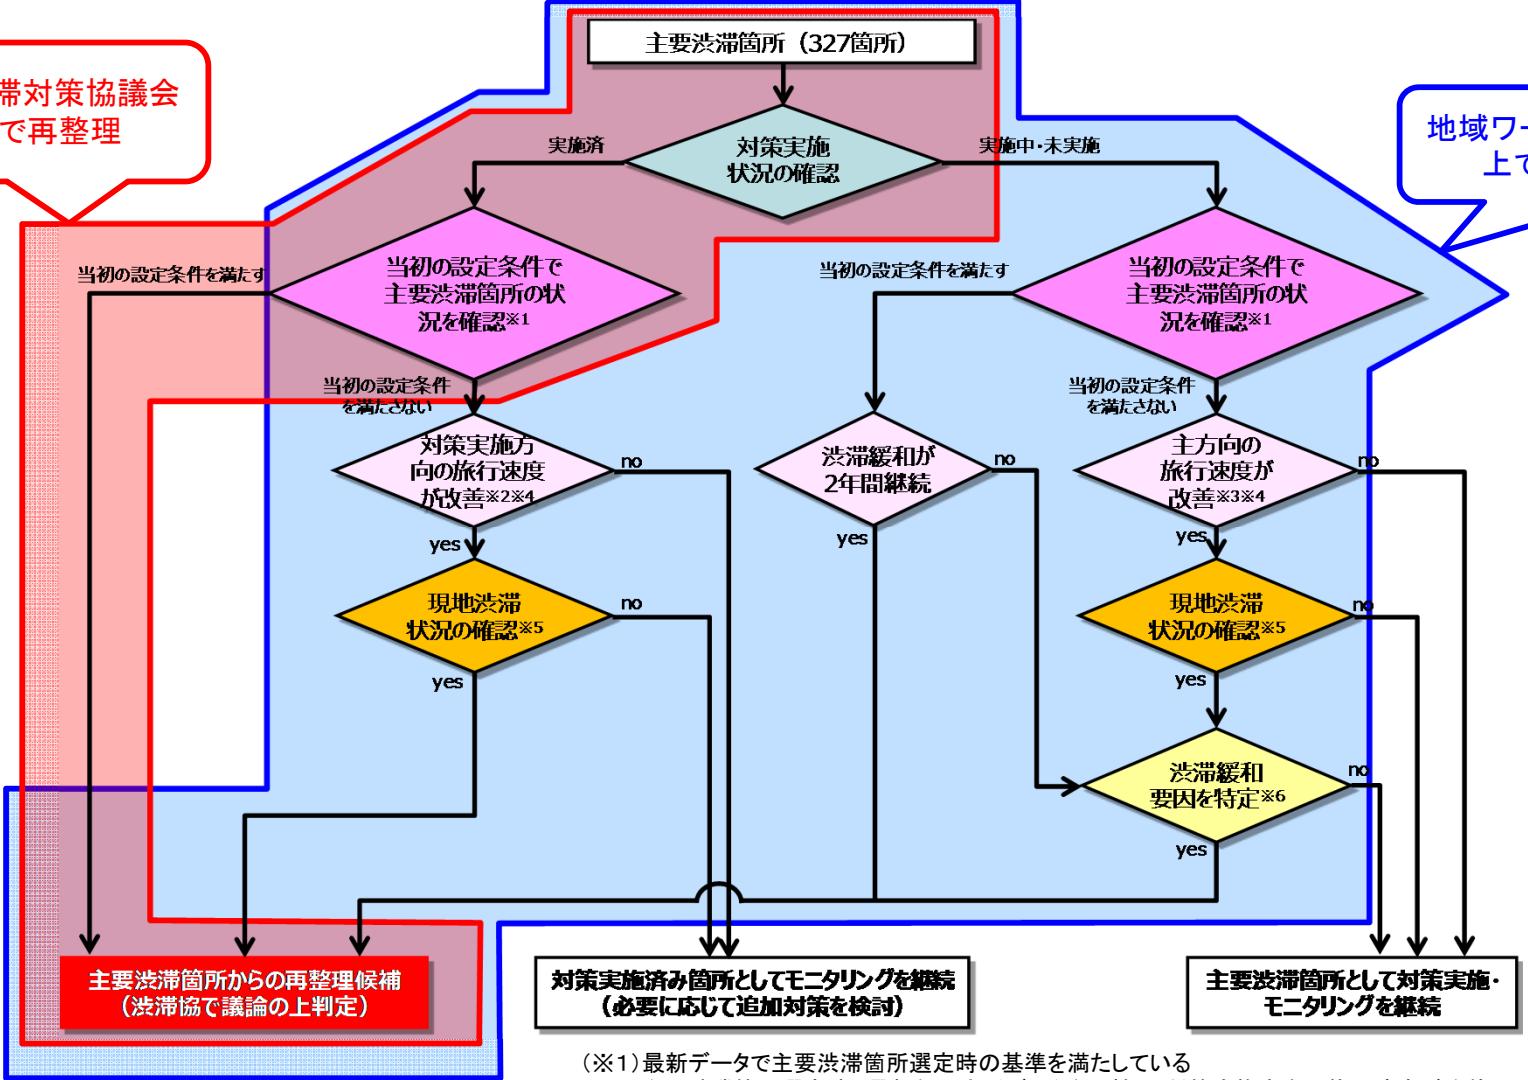 主要渋滞箇所（327箇所）
帯対策協議会
で再整理
地域ワー
上で
対策実施
状況の確認
実施済
実施中・未実施
当初の設定条件で
主要渋滞箇所の状
況を確認※1
当初の設定条件を満たす
当初の設定条件
を満たさない
当初の設定条件で
主要渋滞箇所の状
況を確認※1
当初の設定条件を満たす
当初の設定条件
を満たさない
対策実施方
向の旅行速度
が改善※2※4
no
yes
渋滞緩和が
2年間継続
no
yes
主方向の
旅行速度が
改善※3※4
no
yes
現地渋滞
状況の確認※5
no
yes
現地渋滞
状況の確認※5
no
yes
渋滞緩和
要因を特定※6
no
yes
主要渋滞箇所からの再整理候補
（渋滞協で議論の上判定）
対策実施済み箇所としてモニタリングを継続
（必要に応じて追加対策を検討）
主要渋滞箇所として対策実施・
モニタリングを継続
（※１）最新データで主要渋滞箇所選定時の基準を満たしている